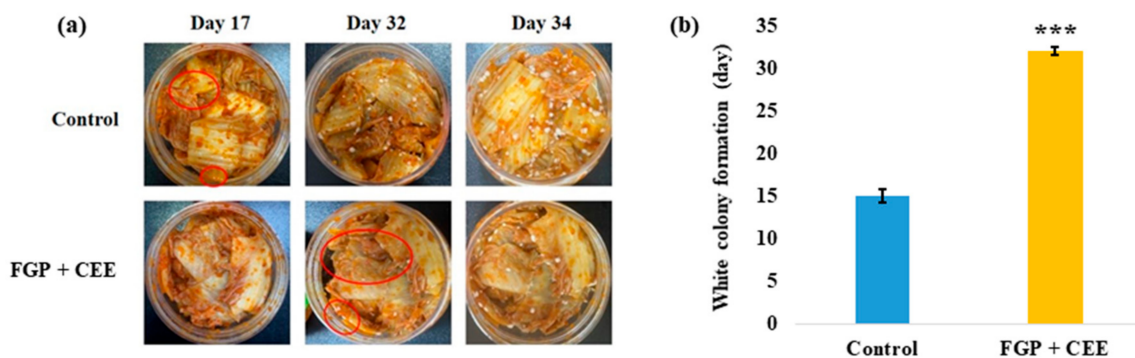 (a)
Day 17
Day 32
Day 34
Control
FGP + CEE
(b)
White colony formation (day)
35
30
25
20
15
10
5
0
***
Control
FGP + CEE